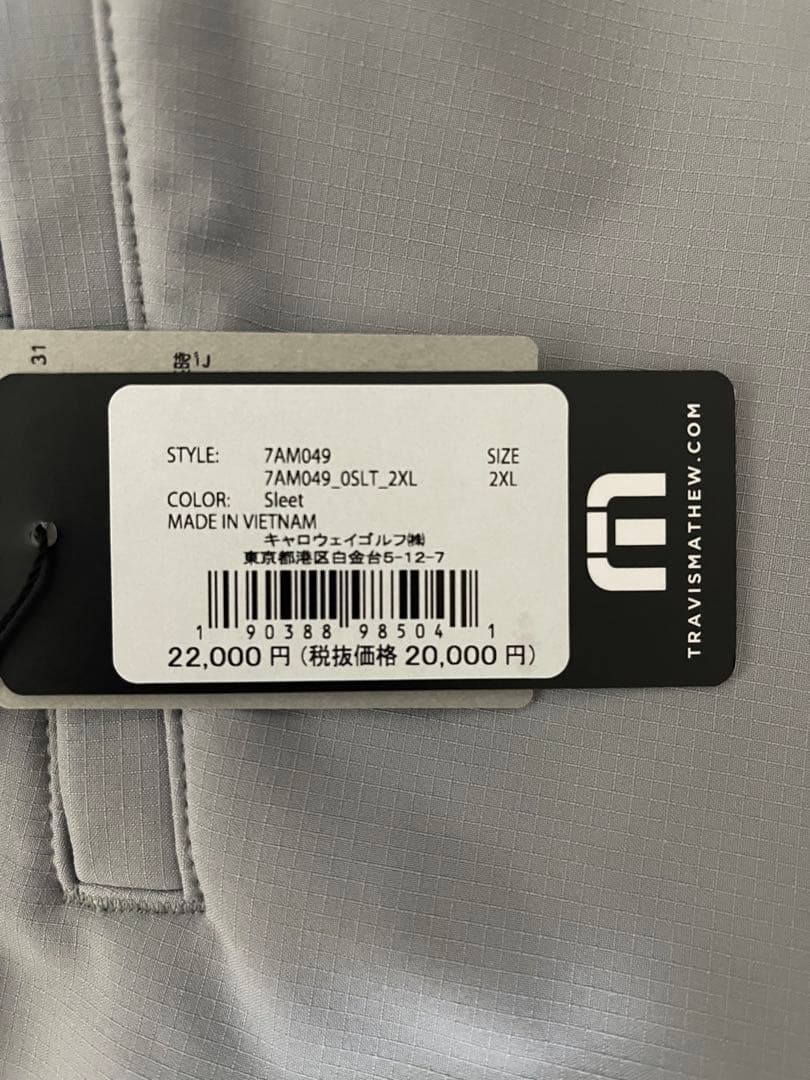 STYLE: 7AM049 SIZE
7AM049_0SLT_2XL 2XL
COLOR: Sleet
MADE IN VIETNAM
キャロウェイゴルフ㈱
東京都港区白金台5-12-7
1 90388 98504 1
22,000 円 (税抜価格 20,000 円)
TRAVISMATHEW.COM
31
1J